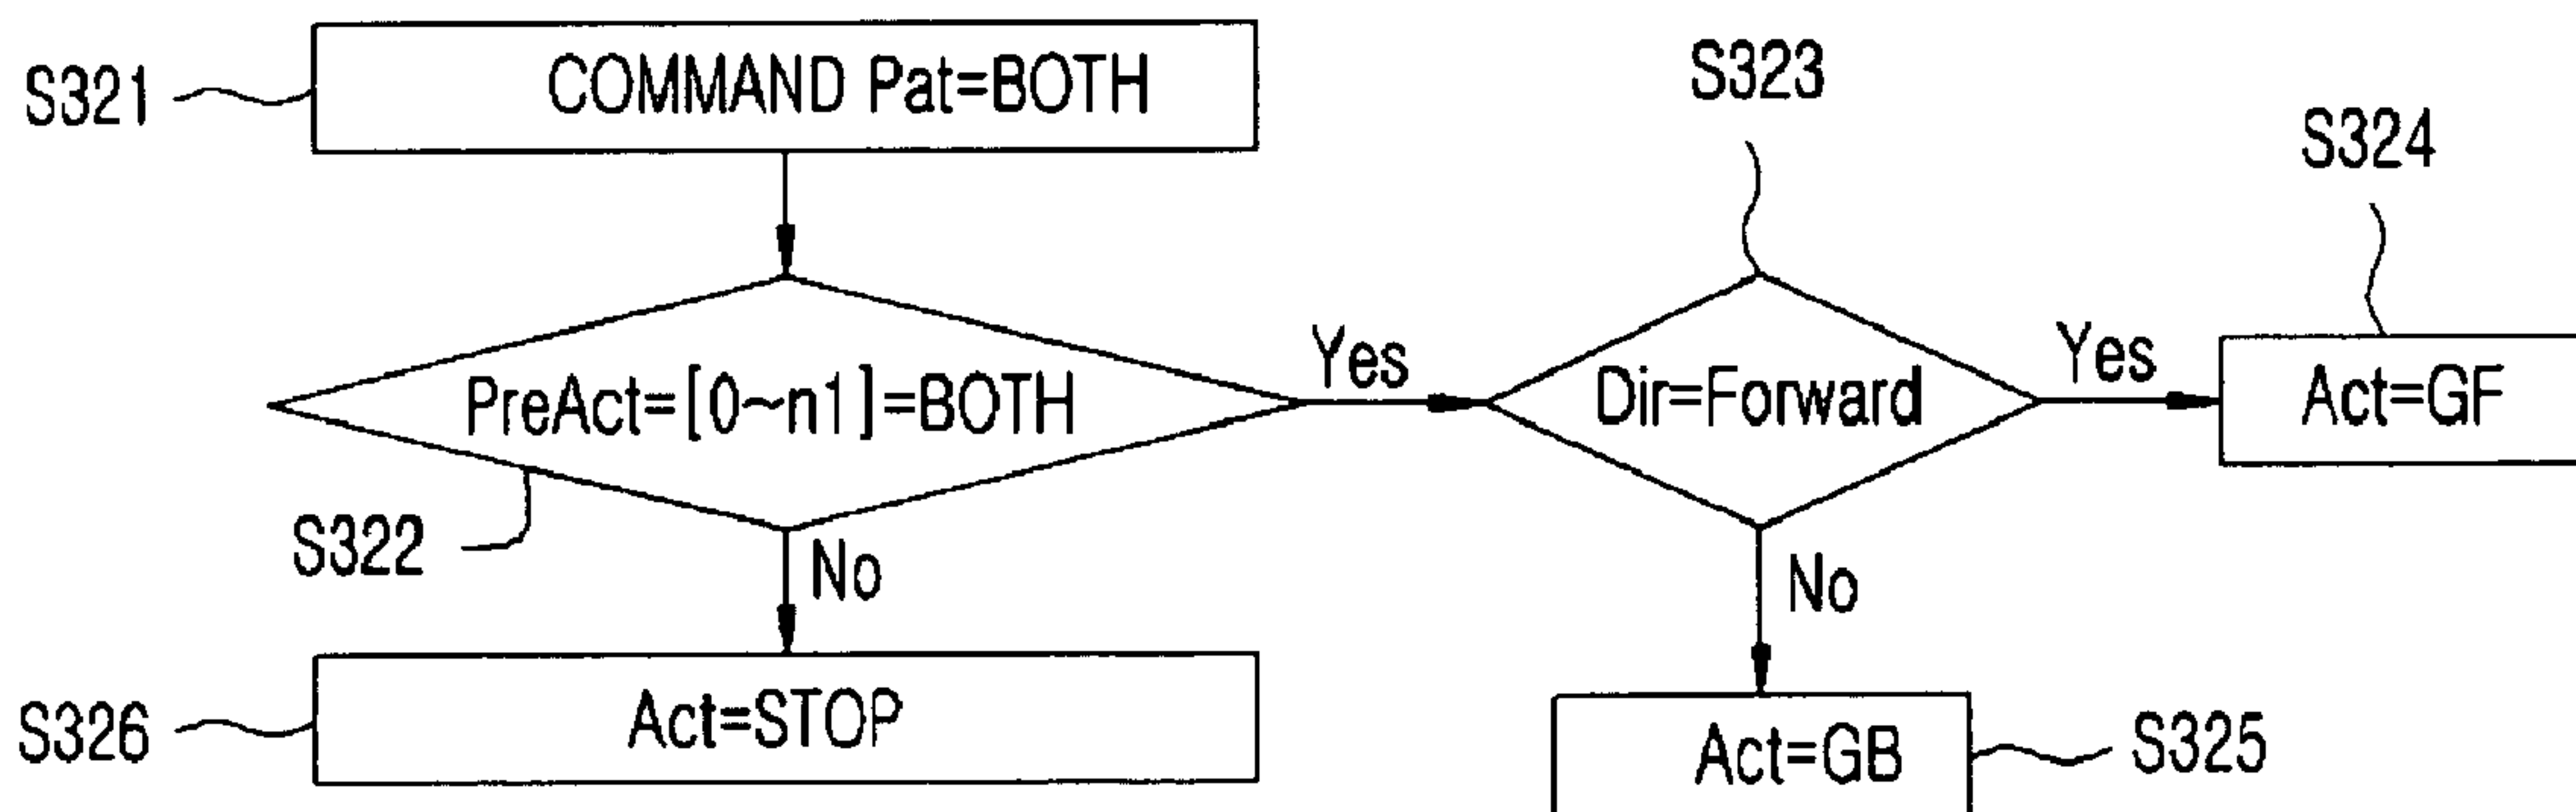 S321
COMMAND Pat=BOTH
S323
S324
PreAct=[0~n1]=BOTH
Yes
Dir=Forward
Yes
Act=GF
S322
No
No
S326
Act=STOP
Act=GB
S325